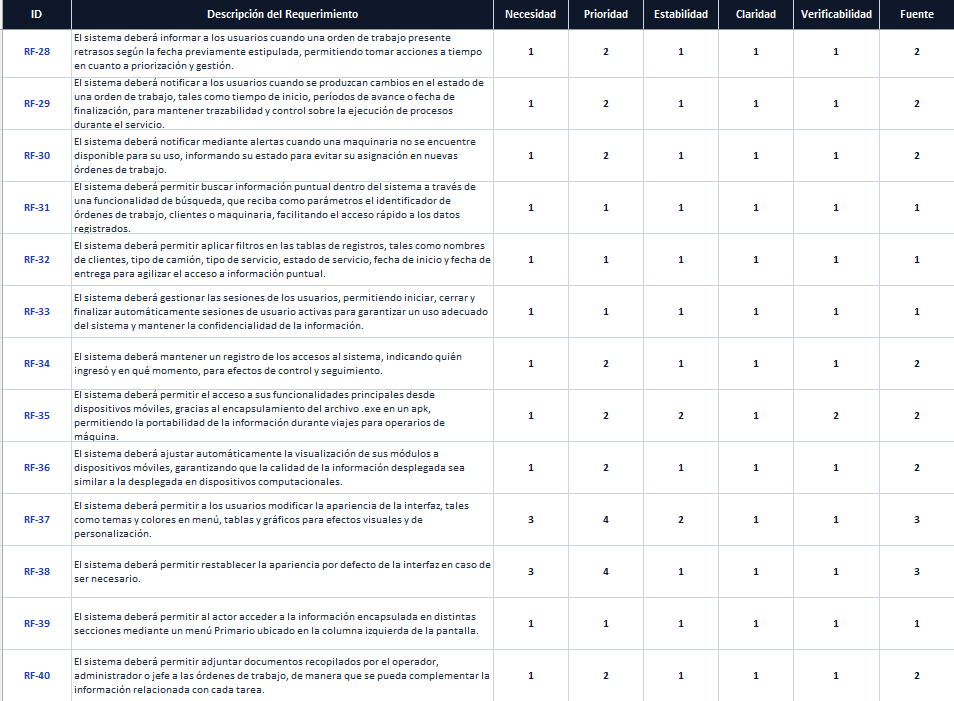 ID Descripción del Requerimiento Necesidad Prioridad Estabilidad Claridad Verificabilidad Fuente
El sistema deberá informar a los usuarios cuando una orden de trabajo presente
retrasos según la fecha previamente estipulada, permitiendo tomar acciones a tiempo
en cuanto a priorización y gestión.
RF-28 1 2 1 1 1 2
El sistema deberá notificar a los usuarios cuando se produzcan cambios en el estado de
una orden de trabajo, tales como tiempo de inicio, períodos de avance o fecha de
finalización, para mantener trazabilidad y control sobre la ejecución de procesos
durante el servicio.
RF-29 1 2 1 1 1 2
El sistema deberá notificar mediante alertas cuando una maquinaria no se encuentre
disponible para su uso, informando su estado para evitar su asignación en nuevas
órdenes de trabajo.
RF-30 1 2 1 1 1 2
El sistema deberá permitir buscar información puntual dentro del sistema a través de
una funcionalidad de búsqueda, que reciba como parámetros el identificador de
órdenes de trabajo, clientes o maquinaria, facilitando el acceso rápido a los datos
registrados.
RF-31 1 1 1 1 1 1
El sistema deberá permitir aplicar filtros en las tablas de registros, tales como nombres
de clientes, tipo de camión, tipo de servicio, estado de servicio, fecha de inicio y fecha de
entrega para agilizar el acceso a información puntual.
RF-32 1 1 1 1 1 1
El sistema deberá gestionar las sesiones de los usuarios, permitiendo iniciar, cerrar y
finalizar automáticamente sesiones de usuario activas para garantizar un uso adecuado
del sistema y mantener la confidencialidad de la información.
RF-33 1 1 1 1 1 1
El sistema deberá mantener un registro de los accesos al sistema, indicando quién
ingresó y en qué momento, para efectos de control y seguimiento.
RF-34 1 2 1 1 1 2
El sistema deberá permitir el acceso a sus funcionalidades principales desde
dispositivos móviles, gracias al encapsulamiento del archivo .exe en un apk,
permitiendo la portabilidad de la información durante viajes para operarios de
máquina.
RF-35 1 2 2 1 2 2
El sistema deberá ajustar automáticamente la visualización de sus módulos a
dispositivos móviles, garantizando que la calidad de la información desplegada sea
similar a la desplegada en dispositivos computacionales.
RF-36 1 2 1 1 1 2
El sistema deberá permitir a los usuarios modificar la apariencia de la interfaz, tales
como temas y colores en menú, tablas y gráficos para efectos visuales y de
personalización.
RF-37 3 4 2 1 1 3
El sistema deberá permitir restablecer la apariencia por defecto de la interfaz en caso de
ser necesario.
RF-38 3 4 1 1 1 3
El sistema deberá permitir al actor acceder a la información encapsulada en distintas
secciones mediante un menú Primario ubicado en la columna izquierda de la pantalla.
RF-39 1 1 1 1 1 1
El sistema deberá permitir adjuntar documentos recopilados por el operador,
administrador o jefe a las órdenes de trabajo, de manera que se pueda complementar la
información relacionada con cada tarea.
RF-40 1 2 1 1 1 2